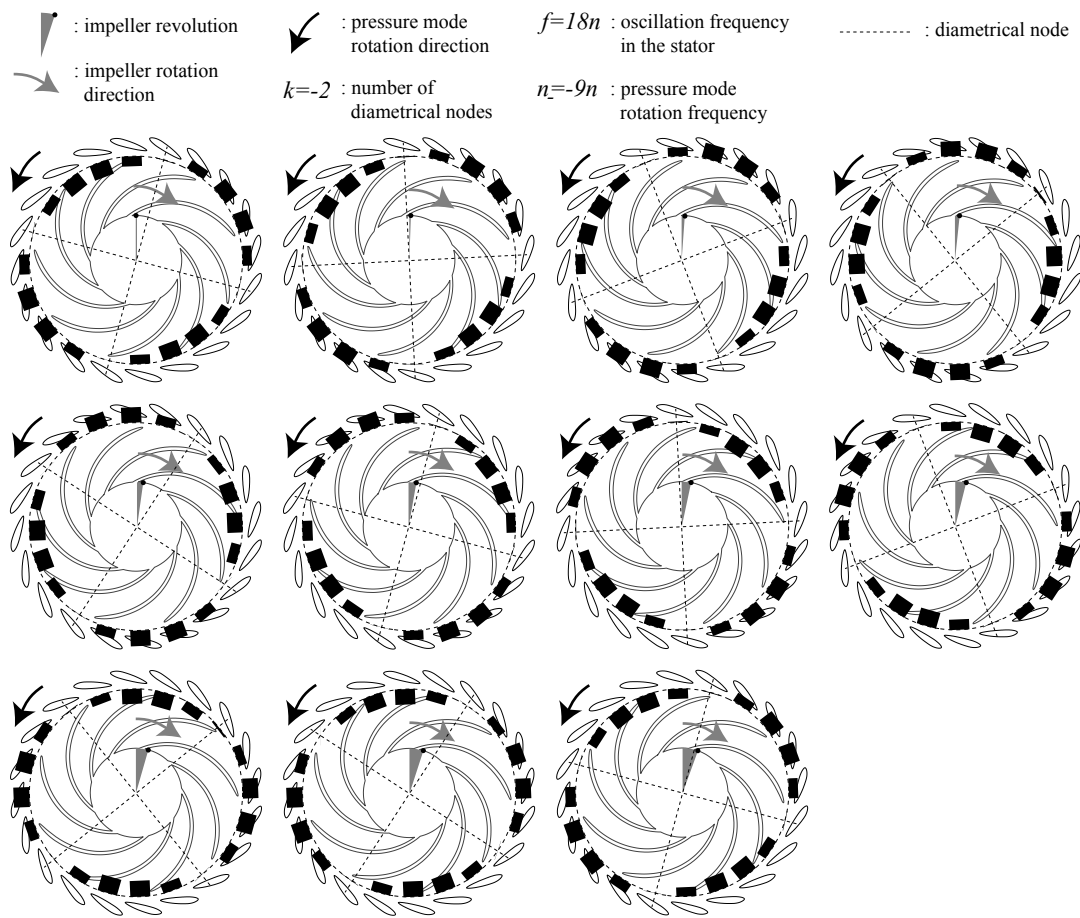 : impeller revolution
: impeller rotation
direction
: pressure mode
rotation direction
k=-2 : number of
diametrical nodes
f=18n : oscillation frequency
in the stator
n_=-9n : pressure mode
rotation frequency
: diametrical node